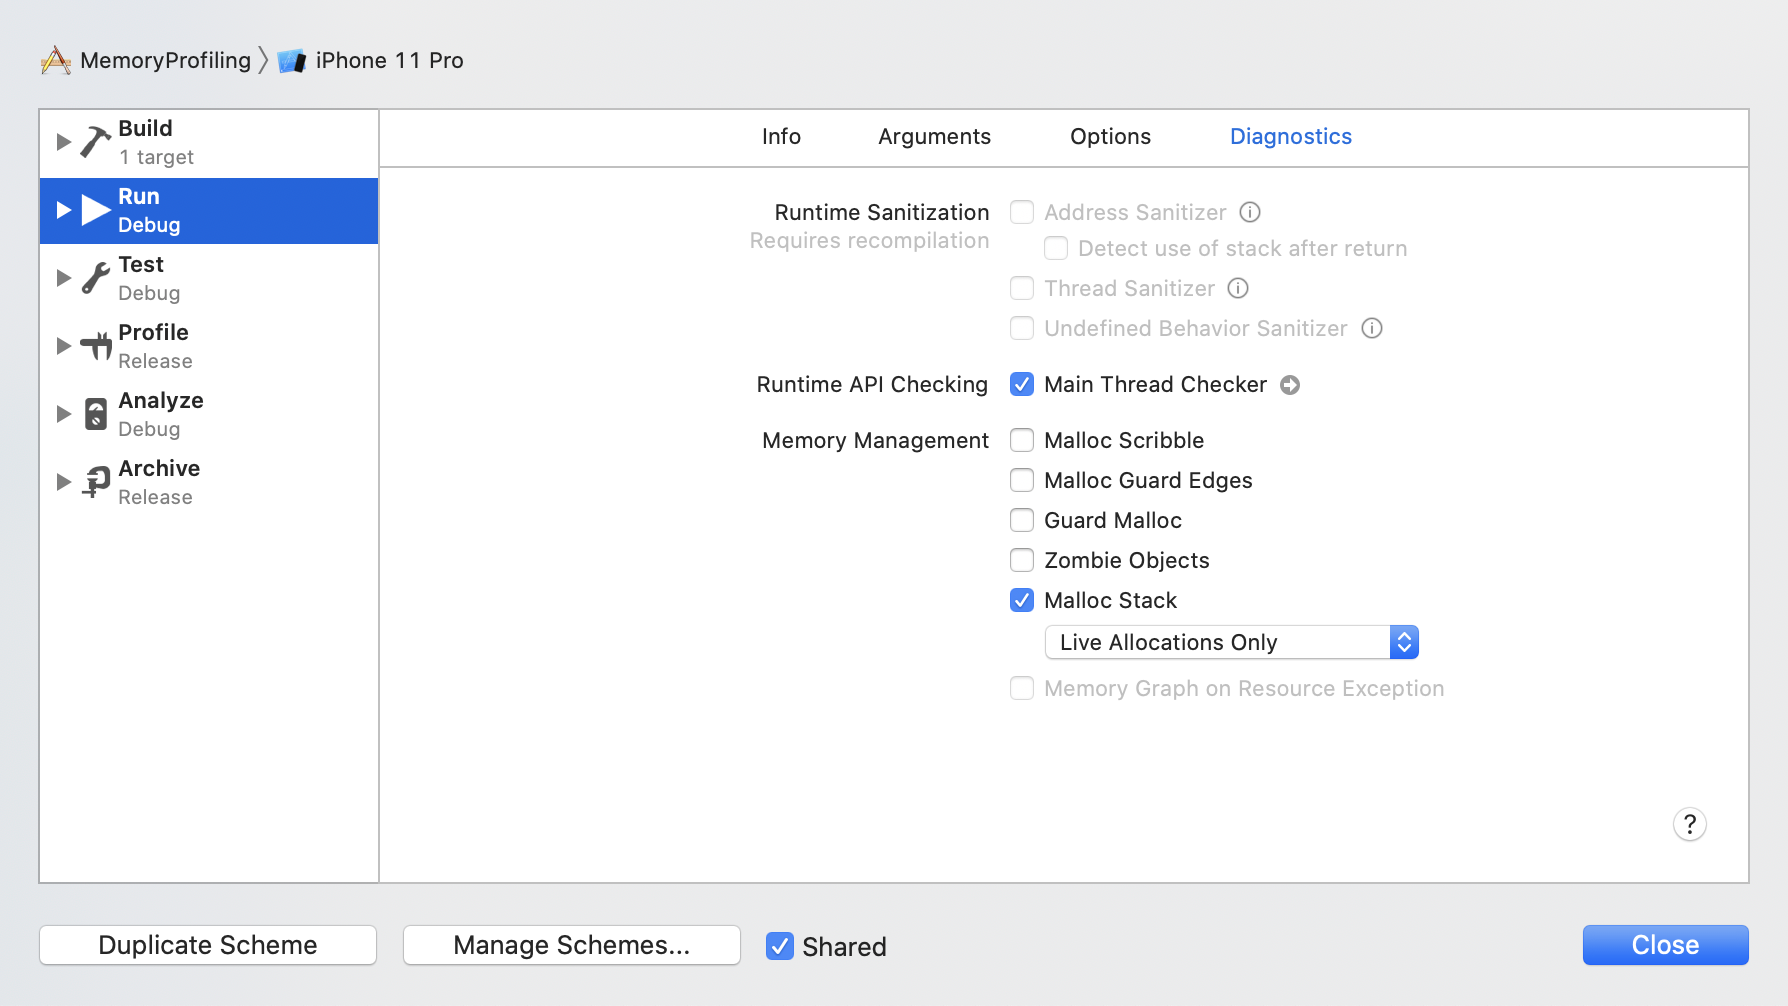 MemoryProfiling 〉 iPhone 11 Pro
Build
1 target
Run
Debug
Test
Debug
Profile
Release
Analyze
Debug
Archive
Release
Info Arguments Options Diagnostics
Runtime Sanitization Address Sanitizer
Requires recompilation
Detect use of stack after return
Thread Sanitizer
Undefined Behavior Sanitizer
Runtime API Checking Main Thread Checker
Memory Management Malloc Scribble
Malloc Guard Edges
Guard Malloc
Zombie Objects
Malloc Stack
Live Allocations Only
Memory Graph on Resource Exception
?
Duplicate Scheme Manage Schemes... Shared Close